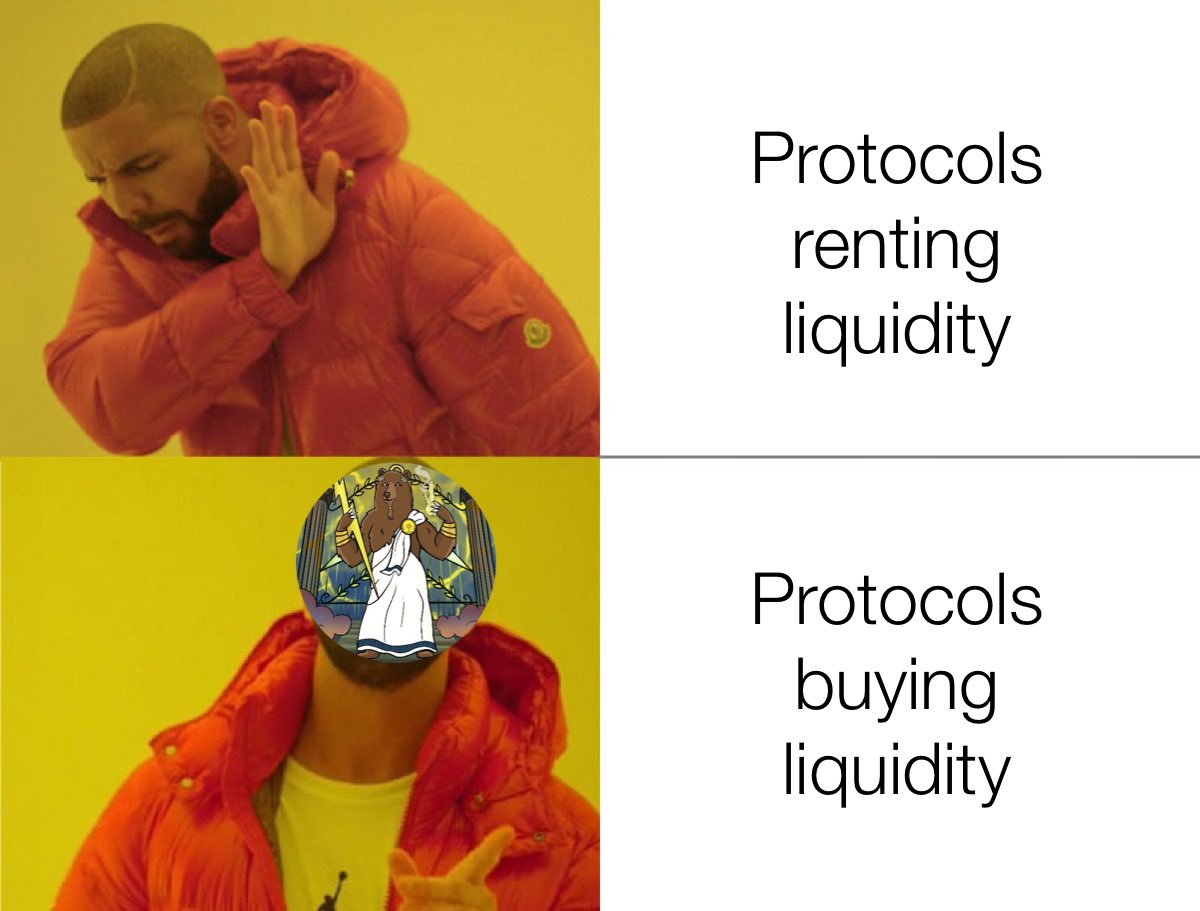 Protocols
renting
liquidity
Protocols
buying
liquidity